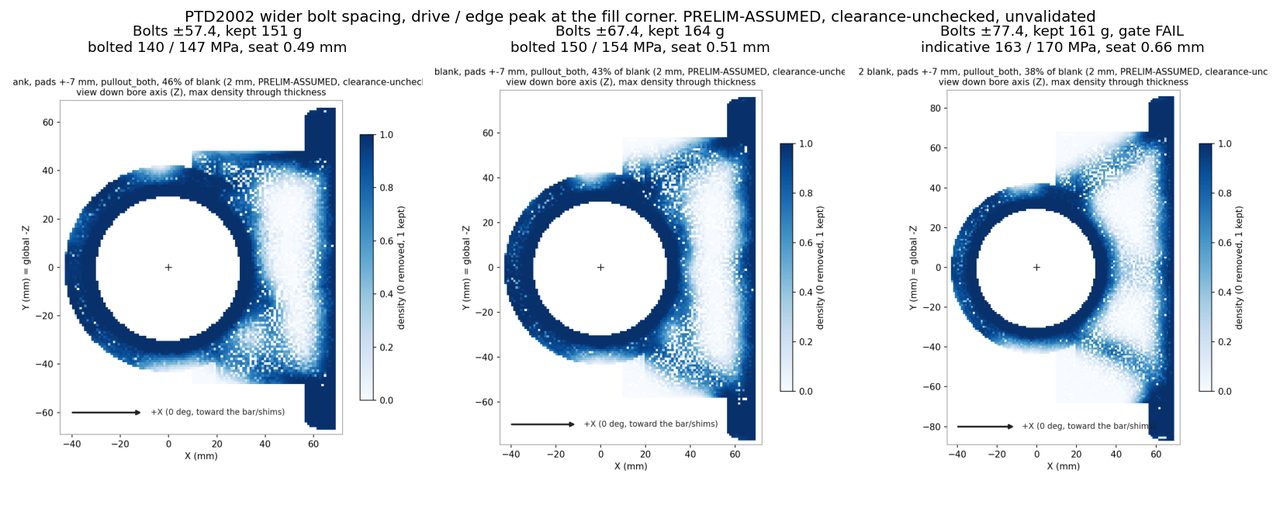 PTD2002 wider bolt spacing, drive / edge peak at the fill corner. PRELIM-ASSUMED, clearance-unchecked, unvalidated
Bolts ±57.4, kept 151 g
bolted 140 / 147 MPa, seat 0.49 mm
ank, pads +-7 mm, pullout_both, 46% of blank (2 mm, PRELIM-ASSUMED, clearance-unchec
view down bore axis (Z), max density through thickness
60
40
20
0
−20
−40
−60
Y (mm) = global -Z
+X (0 deg, toward the bar/shims)
−40 −20 0 20 40 60
X (mm)
1.0
0.8
0.6
0.4
0.2
0.0
density (0 removed, 1 kept)
Bolts ±67.4, kept 164 g
bolted 150 / 154 MPa, seat 0.51 mm
blank, pads +-7 mm, pullout_both, 43% of blank (2 mm, PRELIM-ASSUMED, clearance-unche
view down bore axis (Z), max density through thickness
60
40
20
0
−20
−40
−60
Y (mm) = global -Z
+X (0 deg, toward the bar/shims)
−40 −20 0 20 40 60
X (mm)
1.0
0.8
0.6
0.4
0.2
0.0
density (0 removed, 1 kept)
Bolts ±77.4, kept 161 g, gate FAIL
indicative 163 / 170 MPa, seat 0.66 mm
2 blank, pads +-7 mm, pullout_both, 38% of blank (2 mm, PRELIM-ASSUMED, clearance-unc
view down bore axis (Z), max density through thickness
80
60
40
20
0
−20
−40
−60
−80
Y (mm) = global -Z
+X (0 deg, toward the bar/shims)
−40 −20 0 20 40 60
X (mm)
1.0
0.8
0.6
0.4
0.2
0.0
density (0 removed, 1 kept)